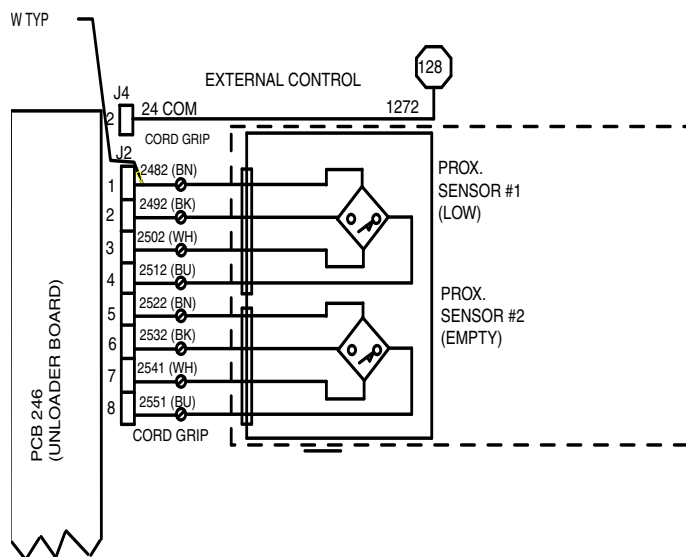 W TYP
128
EXTERNAL CONTROL
J4
2
24 COM
1272
CORD GRIP
J2
1
2482 (BN)
PROX.
SENSOR #1
(LOW)
2
2492 (BK)
3
2502 (WH)
4
2512 (BU)
5
2522 (BN)
PROX.
SENSOR #2
(EMPTY)
6
2532 (BK)
7
2541 (WH)
8
2551 (BU)
CORD GRIP
PCB 246
(UNLOADER BOARD)